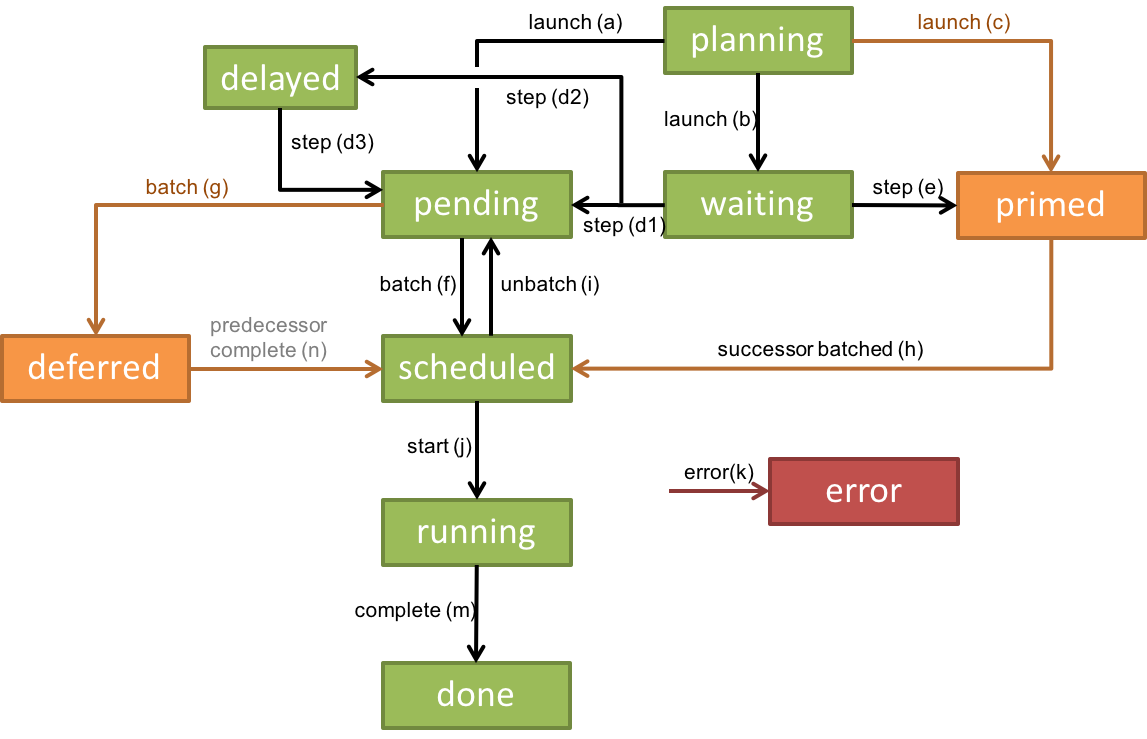 launch (a)
planning
launch (c)
delayed
step (d2)
launch (b)
step (d3)
batch (g)
pending
step (d1)
waiting
step (e)
primed
batch (f)
unbatch (i)
predecessor
complete (n)
deferred
scheduled
successor batched (h)
start (j)
error(k)
error
running
complete (m)
done